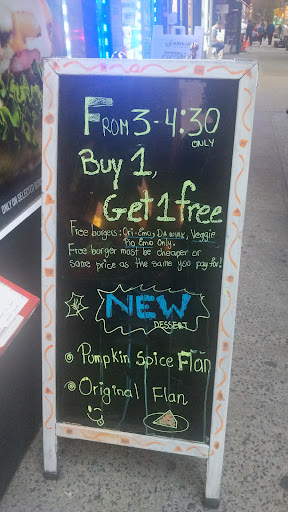 From 3-4:30
ONLY
Buy 1,
Get 1 free
Free burgers: Ori-Emo, Da Wink, Veggie
Big Emo Only.
Free burger must be cheaper or
same price as the same you pay for!
NEW
DESSERT
Pumpkin Spice Flan
Original Flan